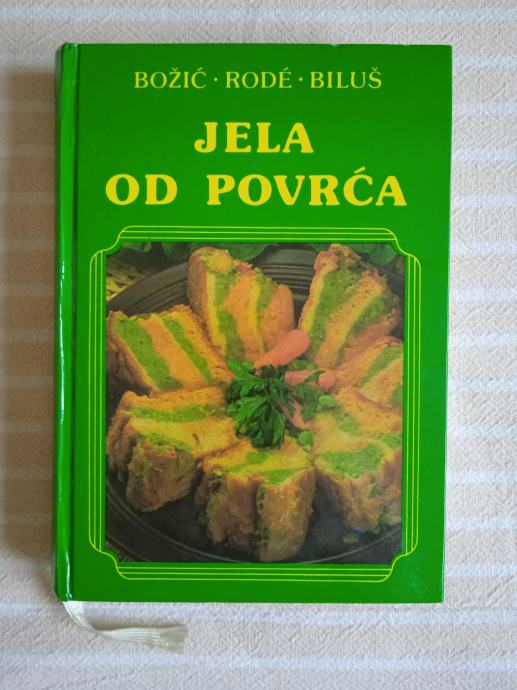 BOŽIĆ · RODÉ · BILUŠ
JELA
OD POVRĆA